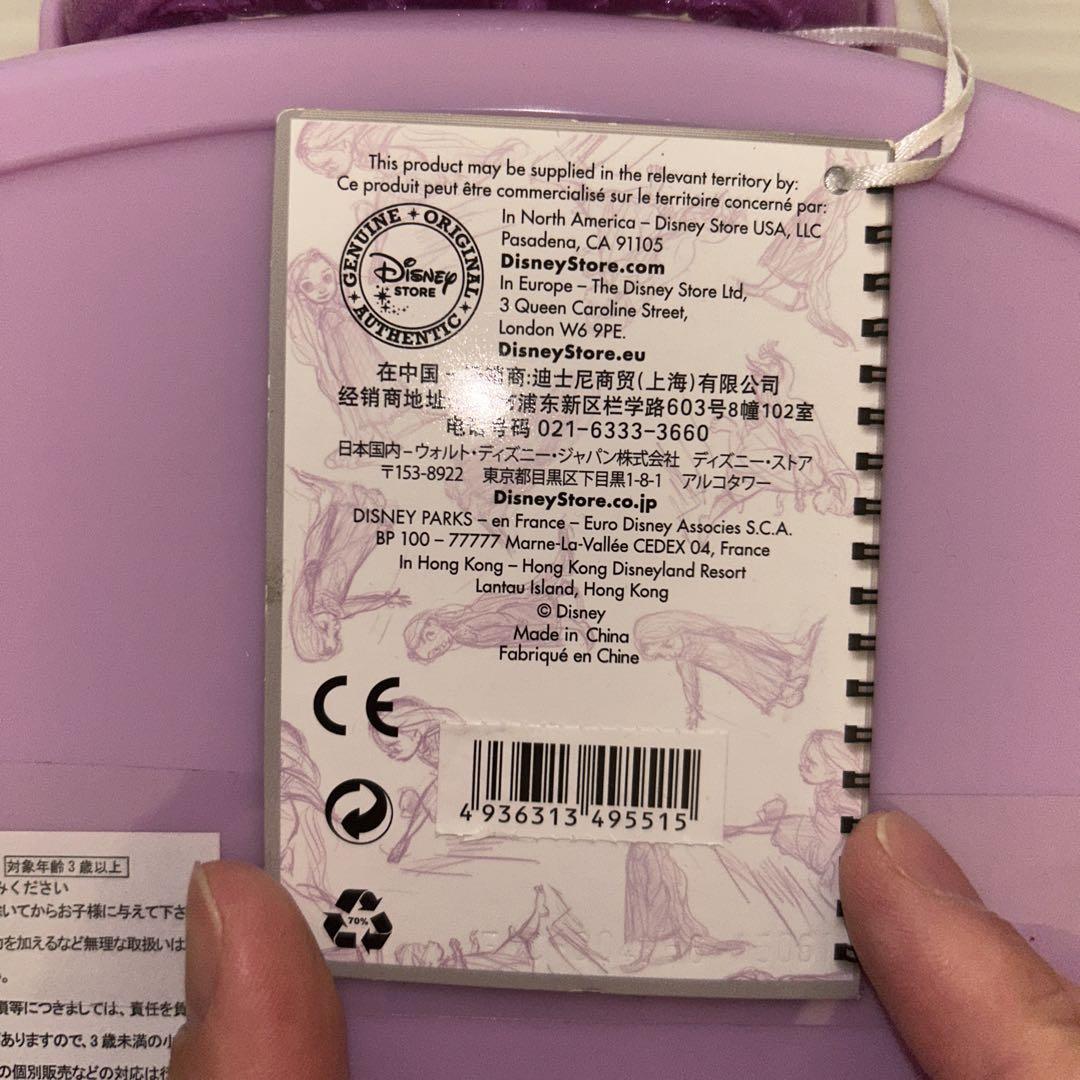 This product may be supplied in the relevant territory by:
Ce produit peut être commercialisé sur le territoire concerné par:
GENUINE ORIGINAL AUTHENTIC
Disney
STORE
In North America – Disney Store USA, LLC
Pasadena, CA 91105
DisneyStore.com
In Europe – The Disney Store Ltd,
3 Queen Caroline Street,
London W6 9PE.
DisneyStore.eu
在中国 商:迪士尼商贸(上海)有限公司
经销商地址 浦东新区栏学路603号8幢102室
电话号码 021-6333-3660
日本国内－ウォルト・ディズニー・ジャパン株式会社 ディズニー・ストア
〒153-8922 東京都目黒区下目黒1-8-1 アルコタワー
DisneyStore.co.jp
DISNEY PARKS – en France – Euro Disney Associes S.C.A.
BP 100 – 77777 Marne-La-Vallée CEDEX 04, France
In Hong Kong – Hong Kong Disneyland Resort
Lantau Island, Hong Kong
© Disney
Made in China
Fabriqué en Chine
CE
4 936313 495515
70%
対象年齢3歳以上
みください
いてからお子様に与えて下さ
を加えるなど無理な取扱いは
。
等につきましては、責任を負
ありますので、3歳未満の小
の個別販売などの対応は行